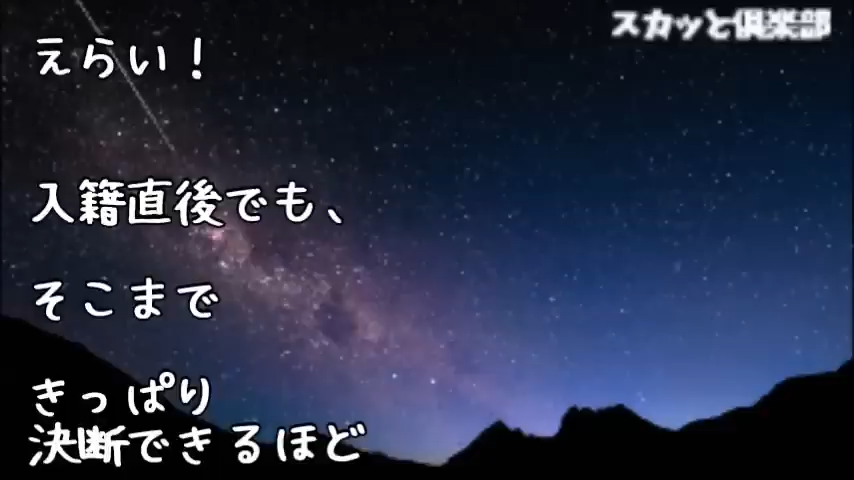 スカッと倶楽部
えらい！
入籍直後でも、
そこまで
きっぱり
決断できるほど